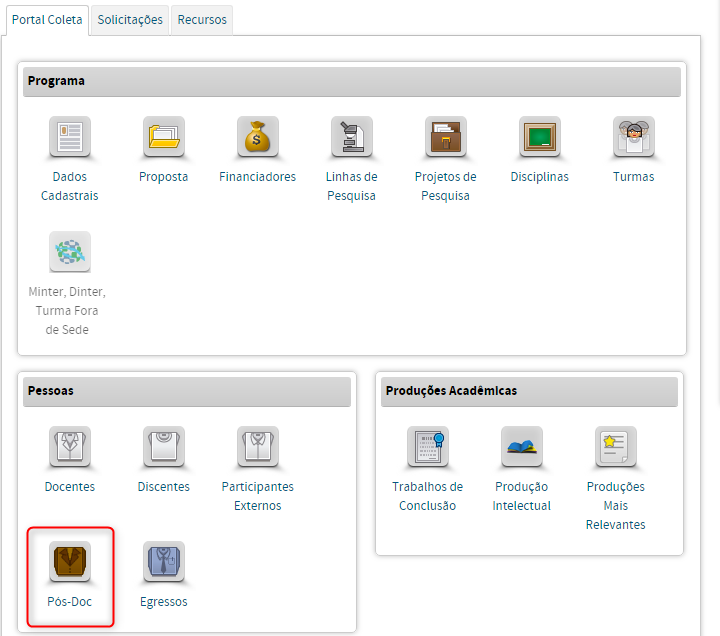 Portal Coleta
Solicitações
Recursos
Programa
Dados
Cadastrais
Proposta
Financiadores
Linhas de
Pesquisa
Projetos de
Pesquisa
Disciplinas
Turmas
Minter, Dinter,
Turma Fora
de Sede
Pessoas
Docentes
Discentes
Participantes
Externos
Pós-Doc
Egressos
Produções Acadêmicas
Trabalhos de
Conclusão
Produção
Intelectual
Produções
Mais
Relevantes